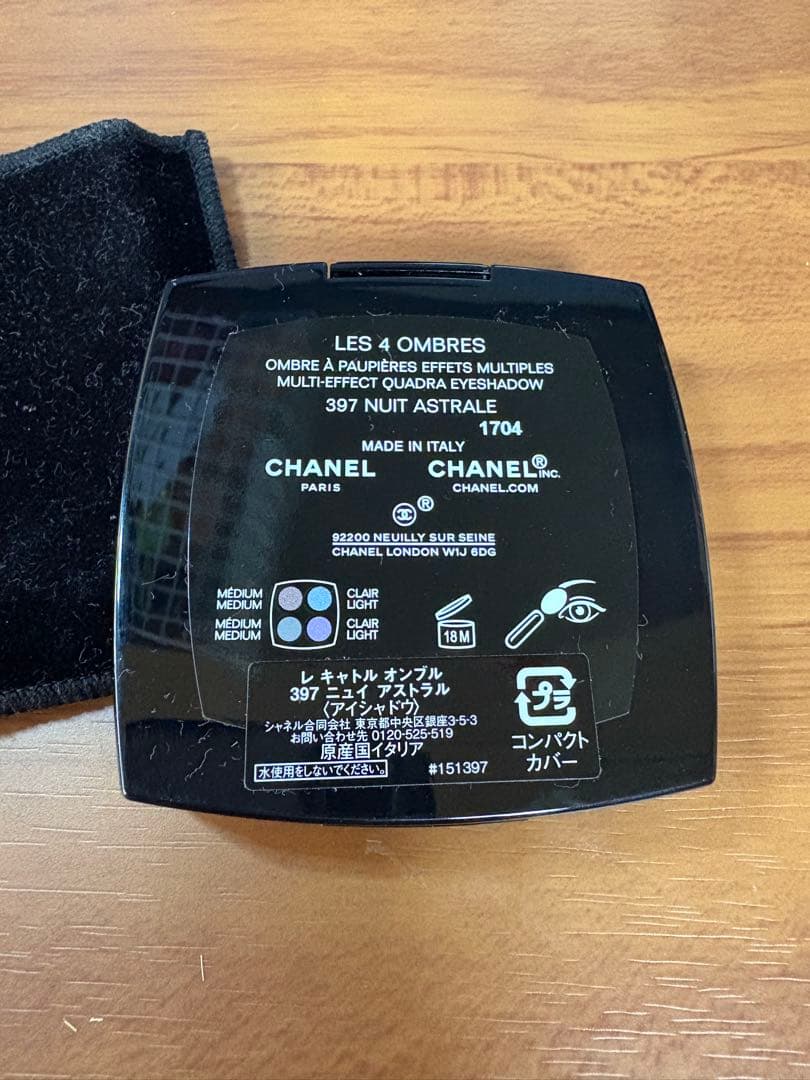 LES 4 OMBRES
OMBRE À PAUPIÈRES EFFETS MULTIPLES
MULTI-EFFECT QUADRA EYESHADOW
397 NUIT ASTRALE
1704
MADE IN ITALY
CHANEL CHANEL® INC.
PARIS CHANEL.COM
®
92200 NEUILLY SUR SEINE
CHANEL LONDON W1J 6DG
MÉDIUM CLAIR
MEDIUM LIGHT
MÉDIUM CLAIR
MEDIUM LIGHT
18M
レ キャトル オンブル
397 ニュイ アストラル
〈アイシャドウ〉
シャネル合同会社 東京都中央区銀座3-5-3
お問い合わせ先 0120-525-519
原産国イタリア
水使用をしないでください。 #151397
プラ
コンパクト
カバー